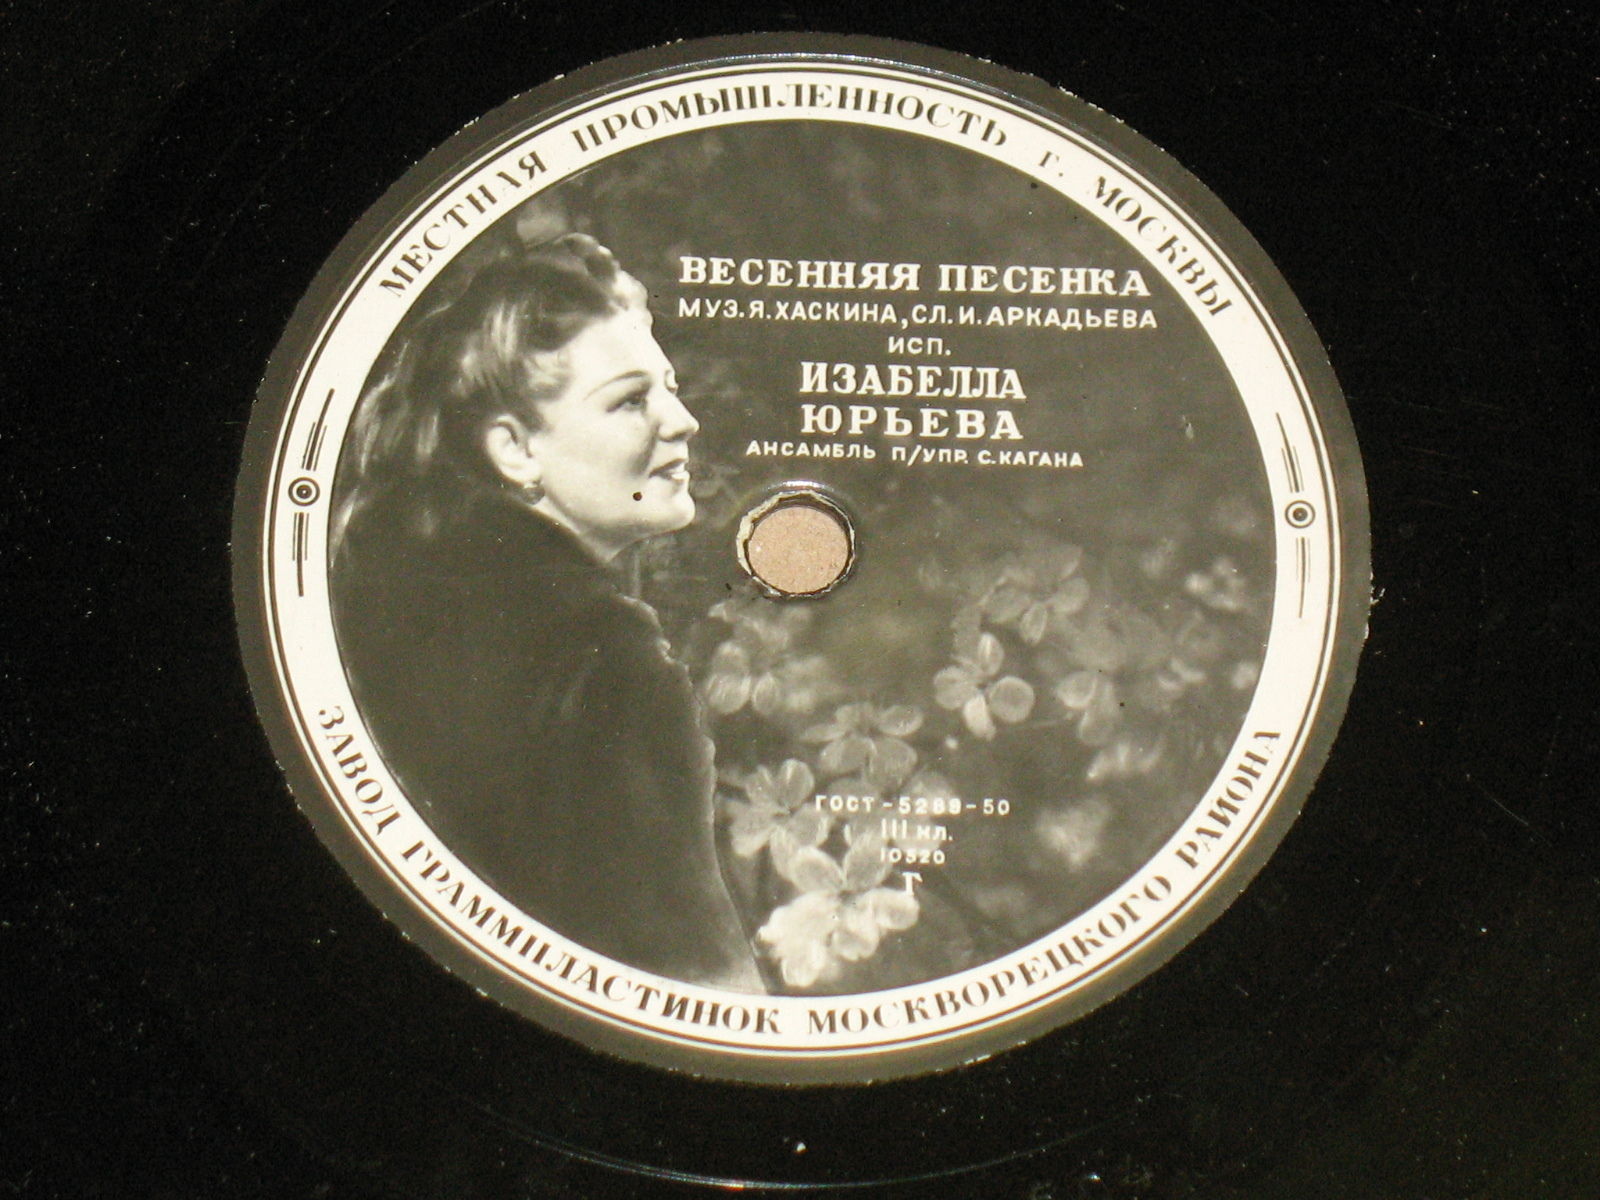 МЕСТНАЯ ПРОМЫШЛЕННОСТЬ г. МОСКВЫ
ВЕСЕННЯЯ ПЕСЕНКА
МУЗ.Я.ХАСКИНА,СЛ.И.АРКАДЬЕВА
ИСП.
ИЗАБЕЛЛА
ЮРЬЕВА
АНСАМБЛЬ П/УПР. С.КАГАНА
ГОСТ-5289-50
III кл.
10320
Г
ЗАВОД ГРАММПЛАСТИНОК МОСКВОРЕЦКОГО РАЙОНА